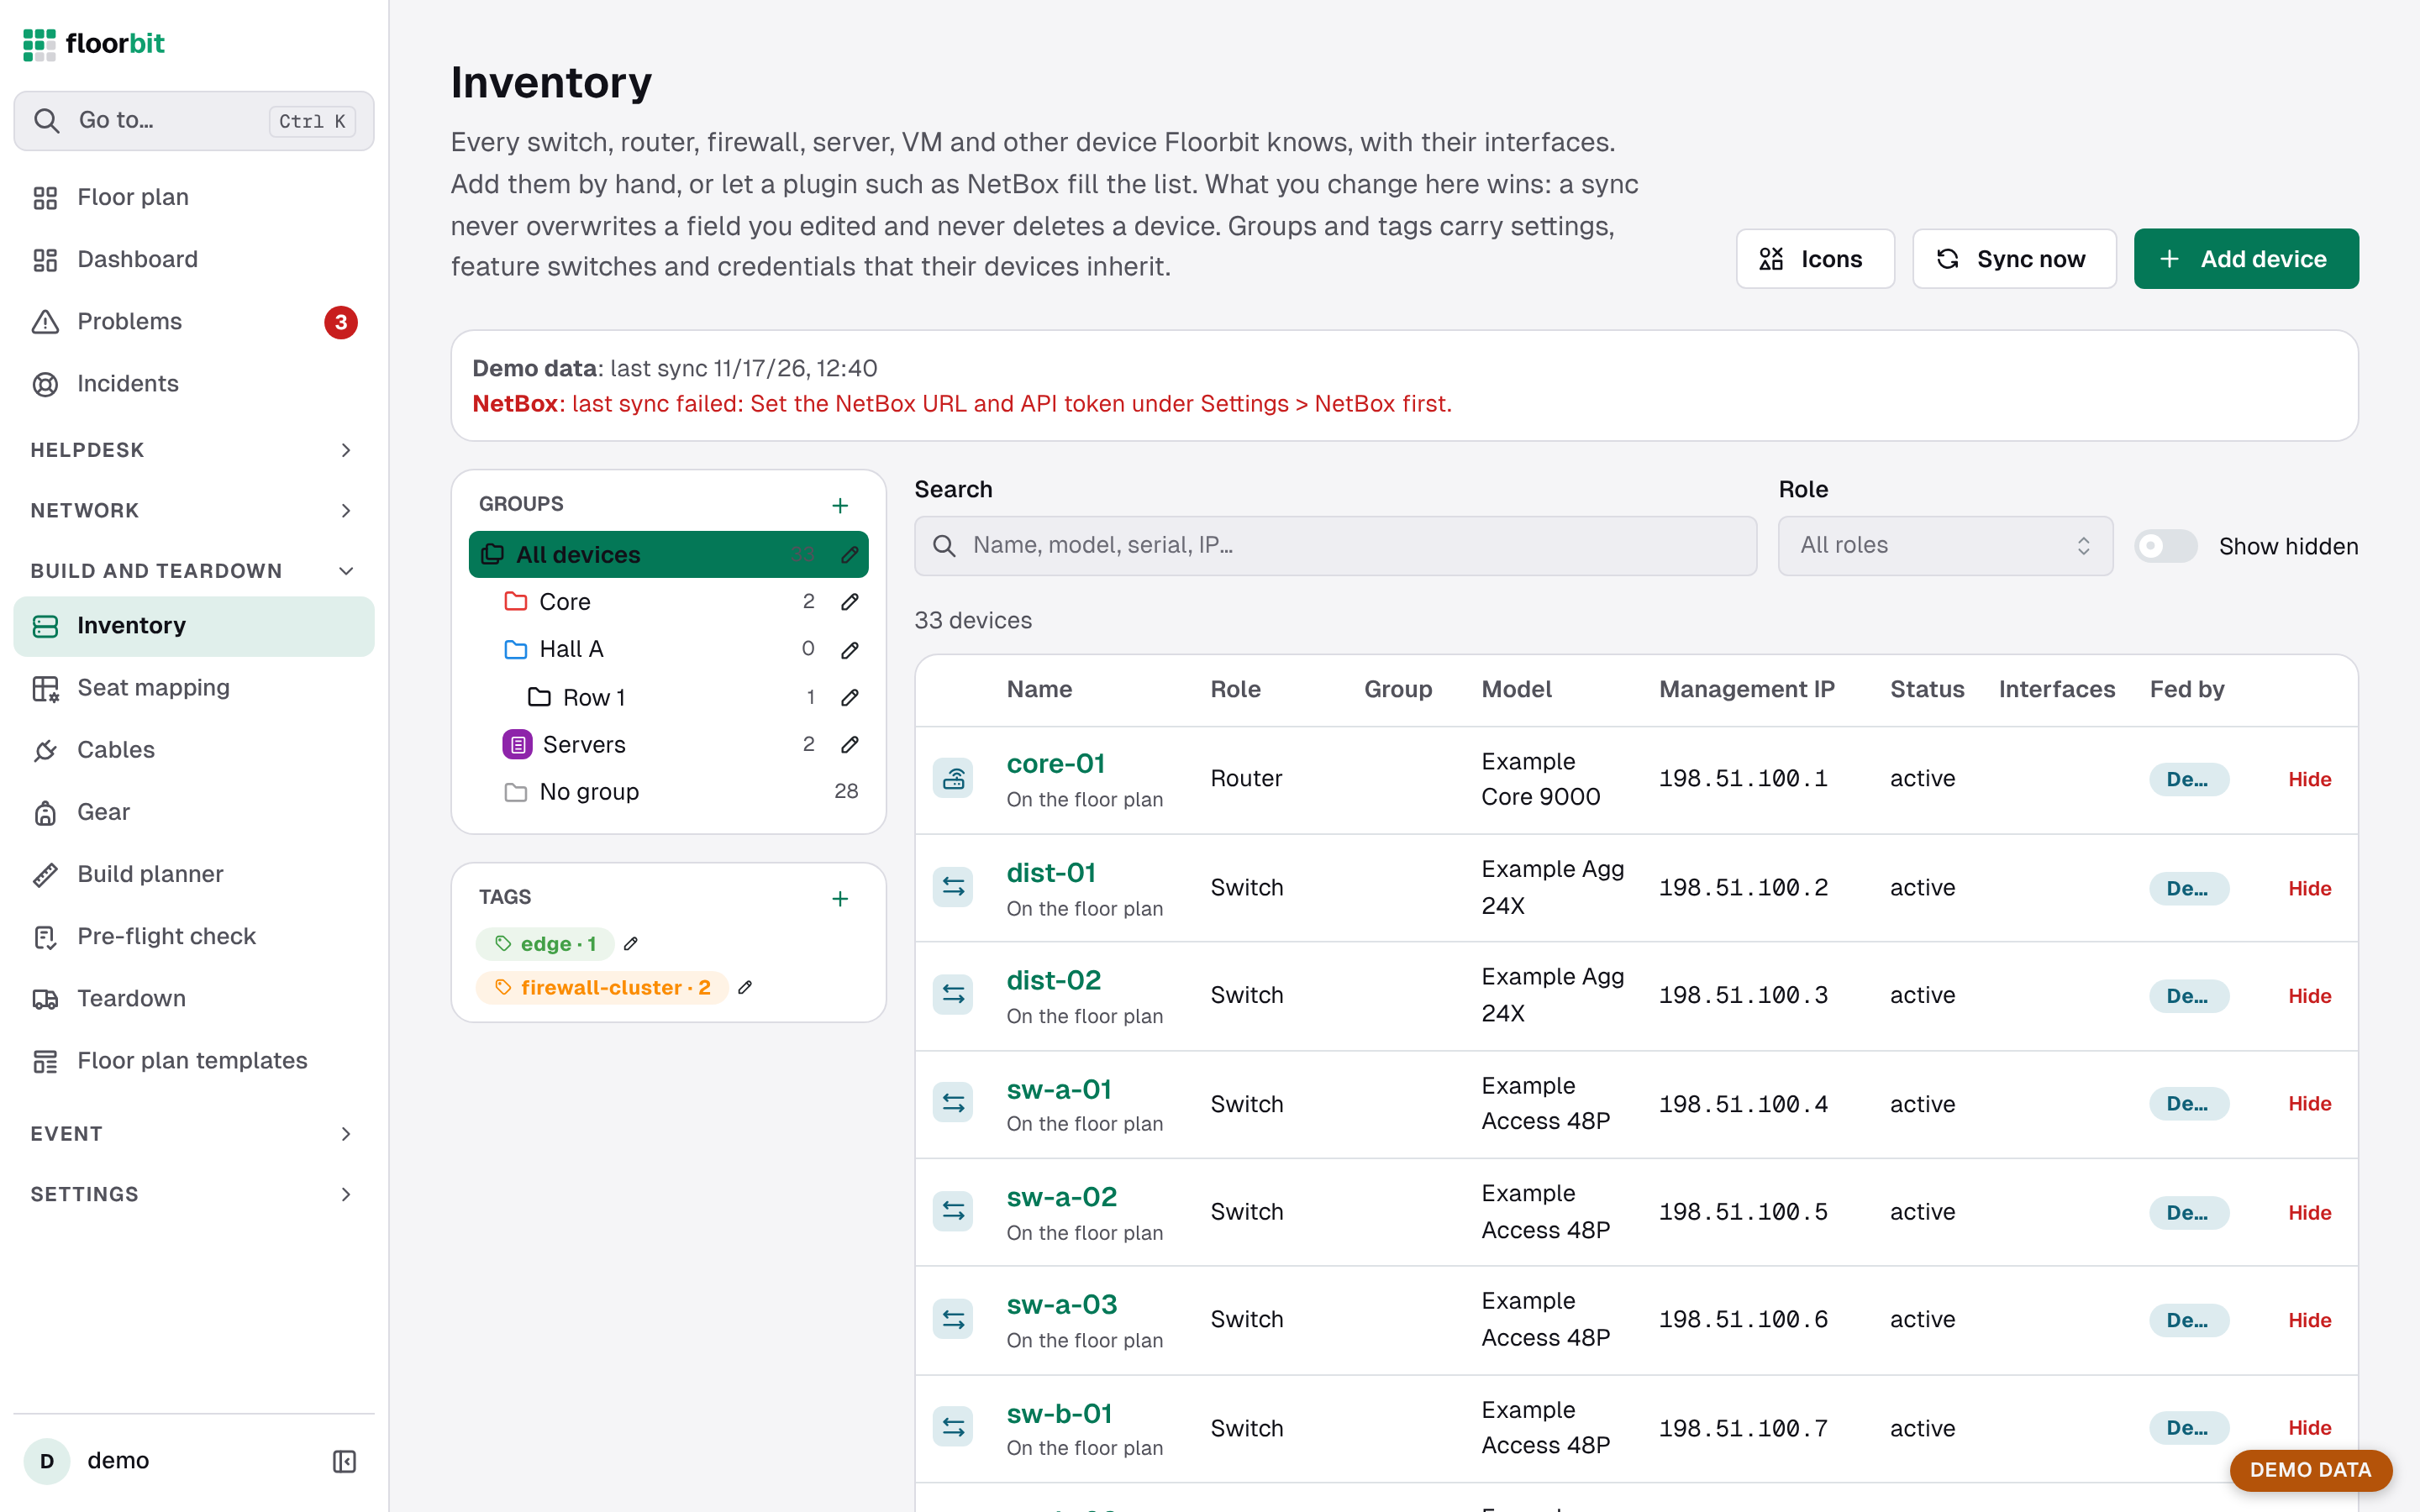 floorbit
Go to...
Ctrl K
Floor plan
Dashboard
Problems
3
Incidents
HELPDESK
NETWORK
BUILD AND TEARDOWN
Inventory
Seat mapping
Cables
Gear
Build planner
Pre-flight check
Teardown
Floor plan templates
EVENT
SETTINGS
D
demo
Inventory
Every switch, router, firewall, server, VM and other device Floorbit knows, with their interfaces.
Add them by hand, or let a plugin such as NetBox fill the list. What you change here wins: a sync
never overwrites a field you edited and never deletes a device. Groups and tags carry settings,
feature switches and credentials that their devices inherit.
Icons
Sync now
Add device
Demo data: last sync 11/17/26, 12:40
NetBox: last sync failed: Set the NetBox URL and API token under Settings > NetBox first.
GROUPS
All devices 33
Core 2
Hall A 0
Row 1 1
Servers 2
No group 28
TAGS
edge · 1
firewall-cluster · 2
Search
Name, model, serial, IP...
Role
All roles
Show hidden
33 devices
Name Role Group Model Management IP Status Interfaces Fed by
core-01
On the floor plan
Router
Example
Core 9000
198.51.100.1
active
De...
Hide
dist-01
On the floor plan
Switch
Example Agg
24X
198.51.100.2
active
De...
Hide
dist-02
On the floor plan
Switch
Example Agg
24X
198.51.100.3
active
De...
Hide
sw-a-01
On the floor plan
Switch
Example
Access 48P
198.51.100.4
active
De...
Hide
sw-a-02
On the floor plan
Switch
Example
Access 48P
198.51.100.5
active
De...
Hide
sw-a-03
On the floor plan
Switch
Example
Access 48P
198.51.100.6
active
De...
Hide
sw-b-01
On the floor plan
Switch
Example
Access 48P
198.51.100.7
active
De...
Hide
DEMO DATA